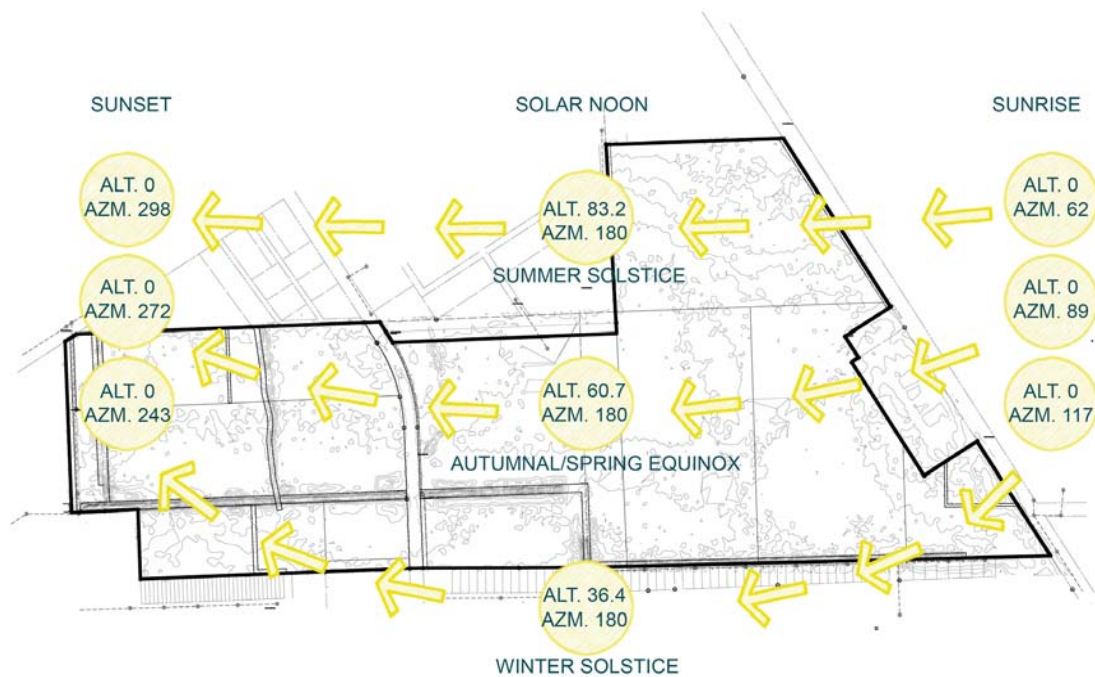 SUNSET
SOLAR NOON
SUNRISE
ALT. 0
AZM. 298
ALT. 83.2
AZM. 180
ALT. 0
AZM. 62
SUMMER SOLSTICE
ALT. 0
AZM. 272
ALT. 0
AZM. 89
ALT. 0
AZM. 243
ALT. 60.7
AZM. 180
ALT. 0
AZM. 117
AUTUMNAL/SPRING EQUINOX
ALT. 36.4
AZM. 180
WINTER SOLSTICE